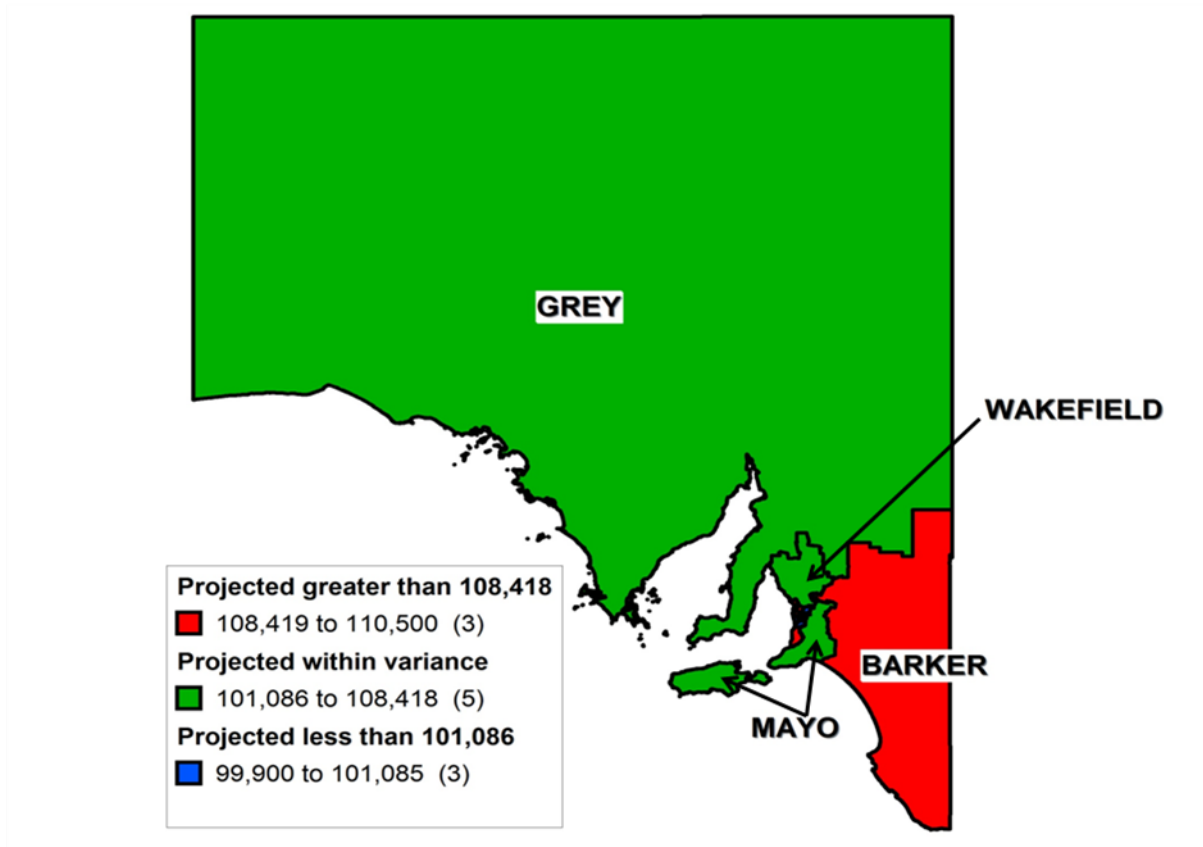 GREY
WAKEFIELD
Projected greater than 108,418
108,419 to 110,500 (3)
Projected within variance
101,086 to 108,418 (5)
Projected less than 101,086
99,900 to 101,085 (3)
BARKER
MAYO